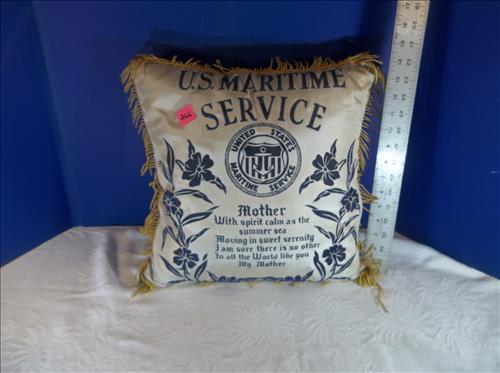 U.S. MARITIME
SERVICE
266
UNITED STATES
MARITIME SERVICE
Mother
With spirit calm as the
summer sea
Moving in sweet serenity
I am sure there is no other
In all the World like you
My Mother